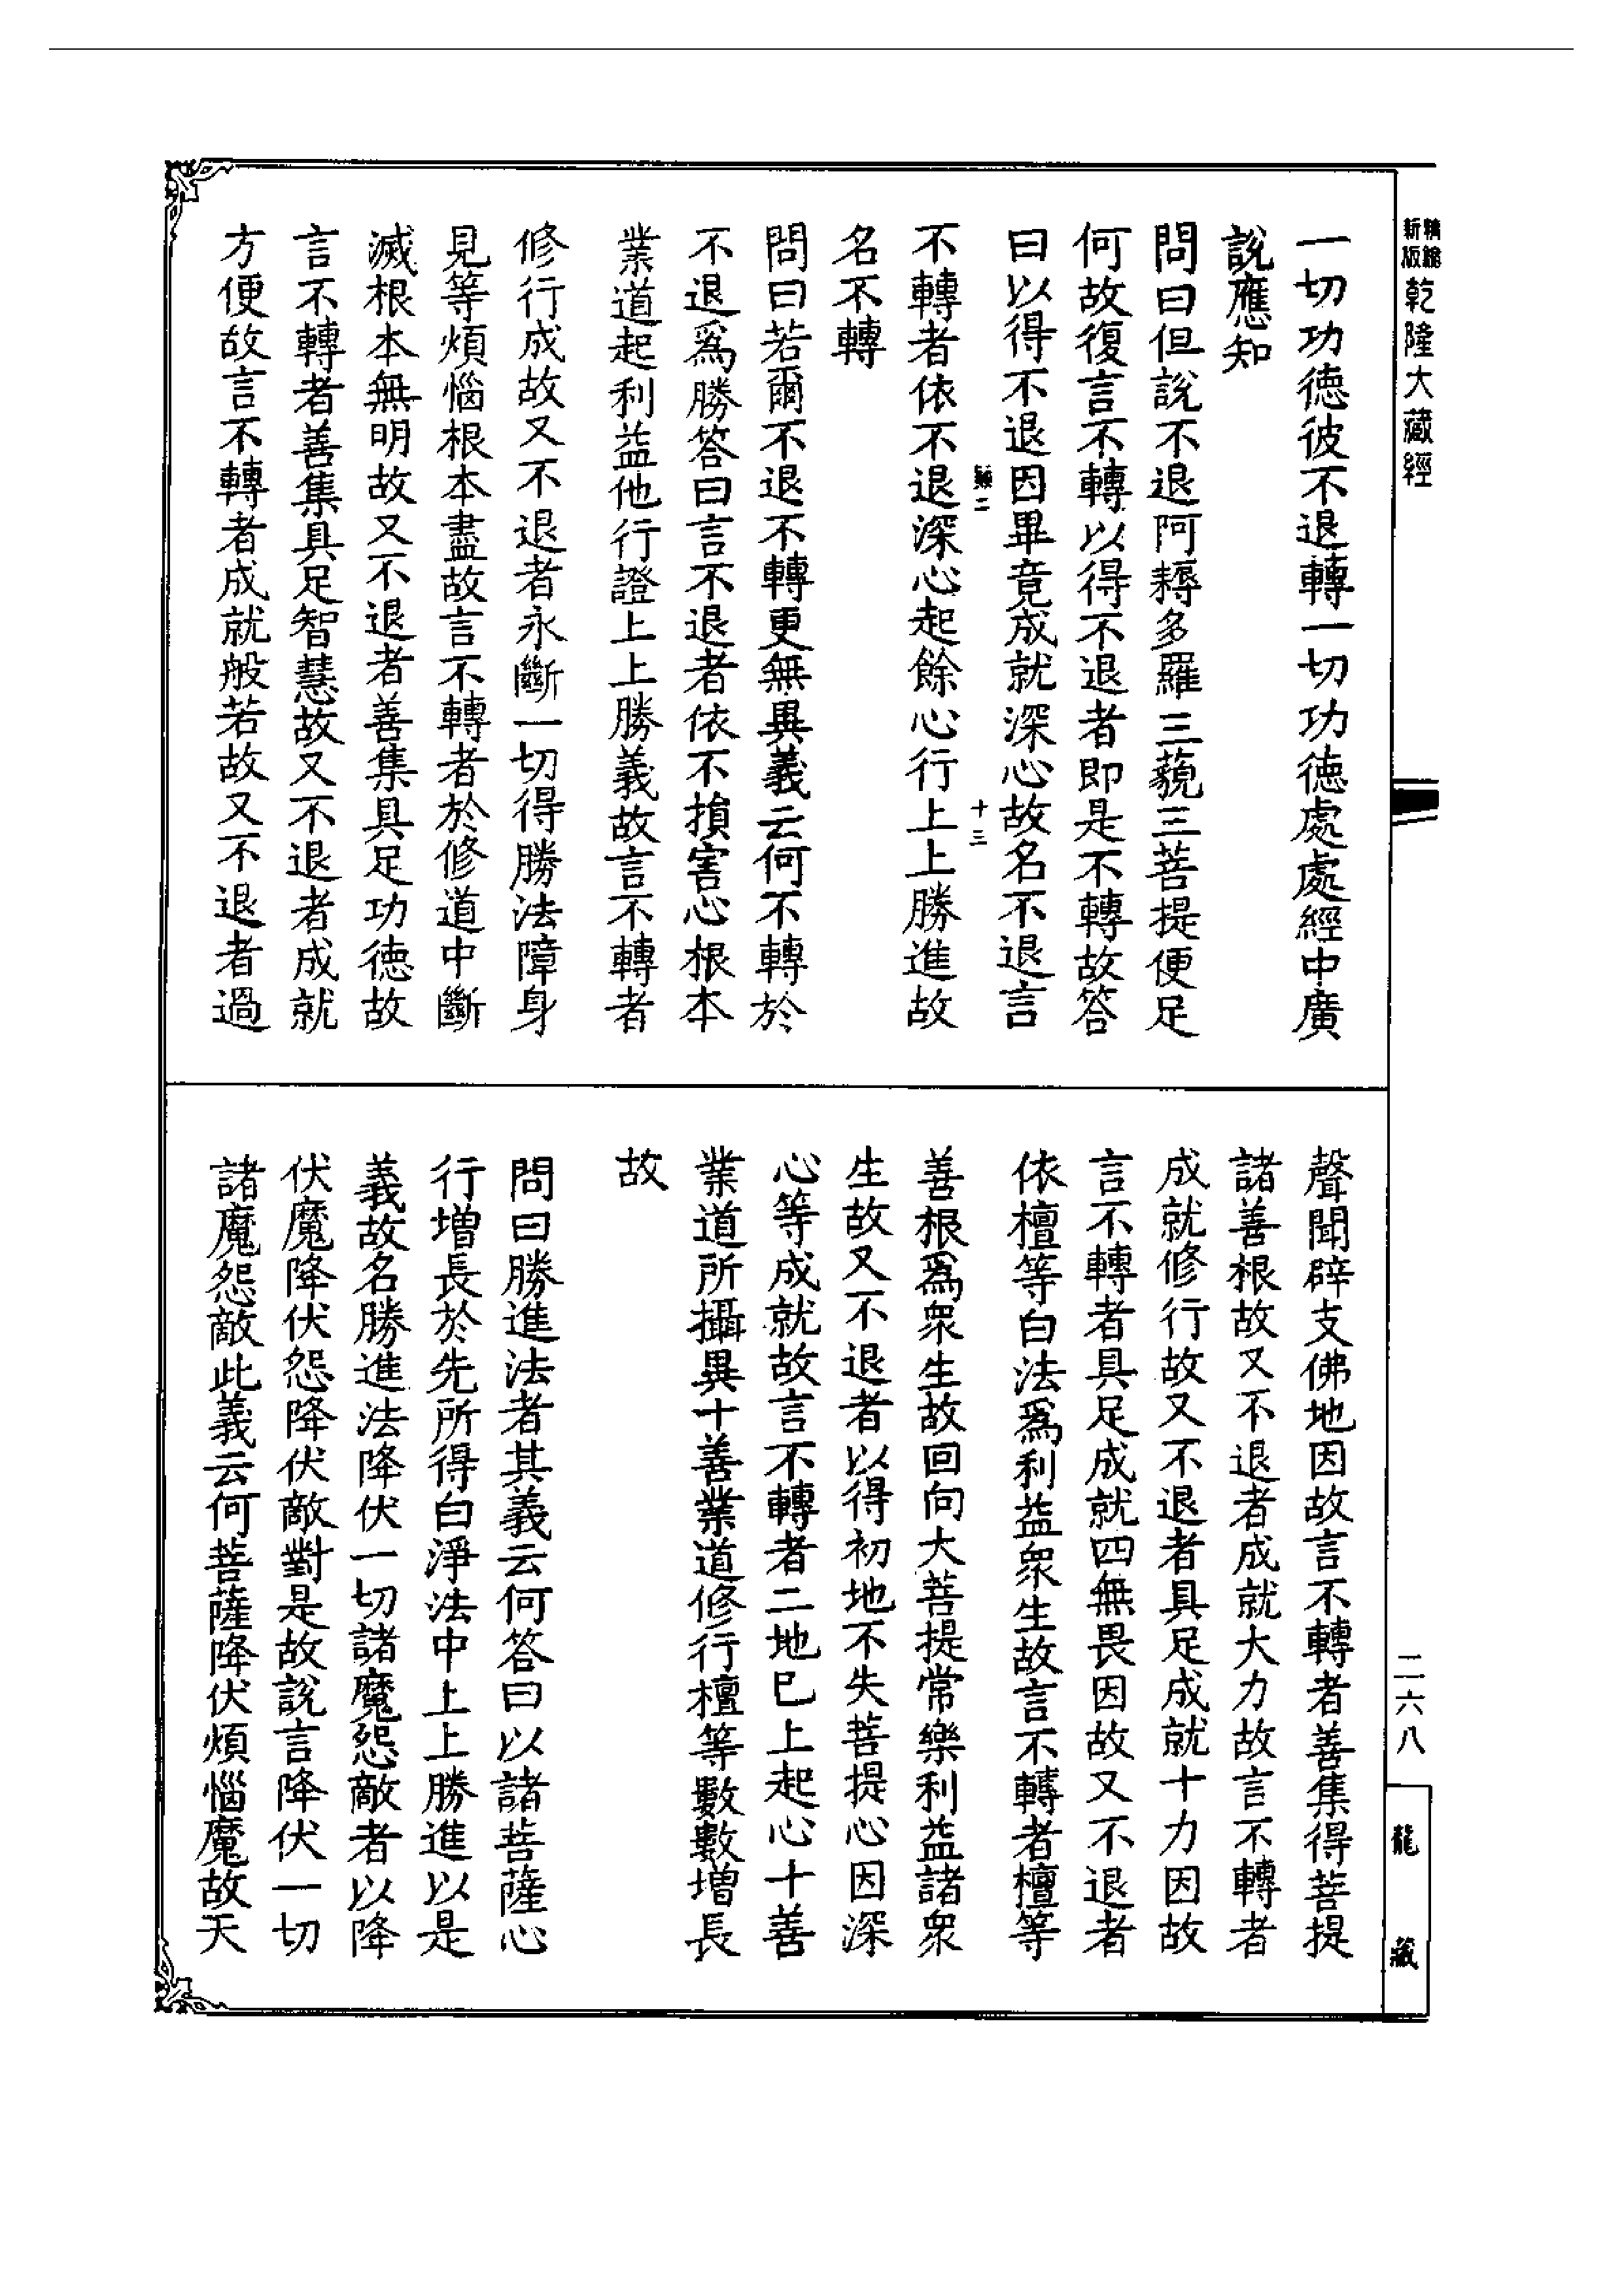 精縮新版乾隆大藏經
二六八
龍藏
一切功德彼不退轉一切功德處處經中廣
說應知
問曰但說不退阿耨多羅三藐三菩提便足
何故復言不轉以得不退者即是不轉故答
曰以得不退因畢竟成就深心故名不退言
十三
不轉者依不退深心起餘心行上上勝進故
名不轉
問曰若爾不退不轉更無異義云何不轉於
不退爲勝答曰言不退者依不損害心根本
業道起利益他行證上上勝義故言不轉者
修行成故又不退者永斷一切得勝法障身
見等煩惱根本盡故言不轉者於修道中斷
滅根本無明故又不退者善集具足功德故
言不轉者善集具足智慧故又不退者成就
方便故言不轉者成就般若故又不退者過
聲聞辟支佛地因故言不轉者善集得菩提
諸善根故又不退者成就大力故言不轉者
成就修行故又不退者具足成就十力因故
言不轉者具足成就四無畏因故又不退者
依檀等白法爲利益衆生故言不轉者檀等
善根爲衆生故回向大菩提常樂利益諸衆
生故又不退者以得初地不失菩提心因深
心等成就故言不轉者二地已上起心十善
業道所攝異十善業道修行檀等數數增長
故
問曰勝進法者其義云何答曰以諸菩薩心
行增長於先所得白淨法中上上勝進以是
義故名勝進法降伏一切諸魔怨敵者以降
伏魔降伏怨降伏敵對是故說言降伏一切
諸魔怨敵此義云何菩薩降伏煩惱魔故天